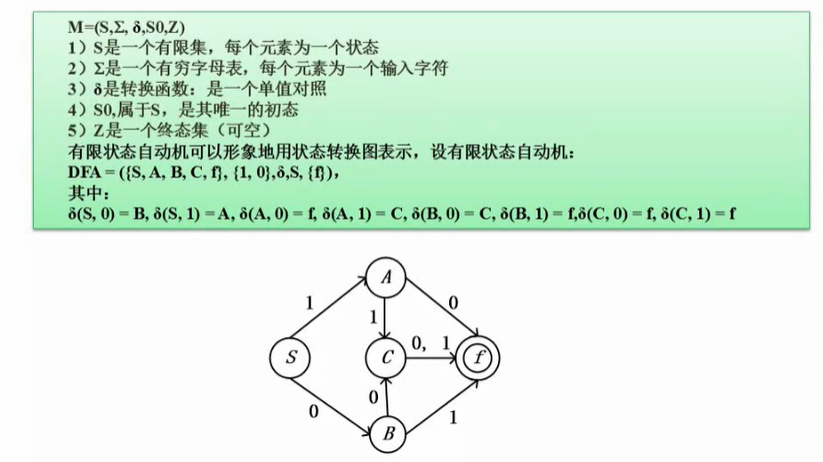 M=(S,Σ, δ,S0,Z)
1）S是一个有限集，每个元素为一个状态
2）Σ是一个有穷字母表，每个元素为一个输入字符
3）δ是转换函数：是一个单值对照
4）S0,属于S，是其唯一的初态
5）Z是一个终态集（可空）
有限状态自动机可以形象地用状态转换图表示，设有限状态自动机：
DFA = ({S, A, B, C, f}, {1, 0},δ,S, {f})，
其中：
δ(S, 0) = B, δ(S, 1) = A, δ(A, 0) = f, δ(A, 1) = C, δ(B, 0) = C, δ(B, 1) = f,δ(C, 0) = f, δ(C, 1) = f
A
1
0
1
0, 1
S
C
f
0
0
1
B